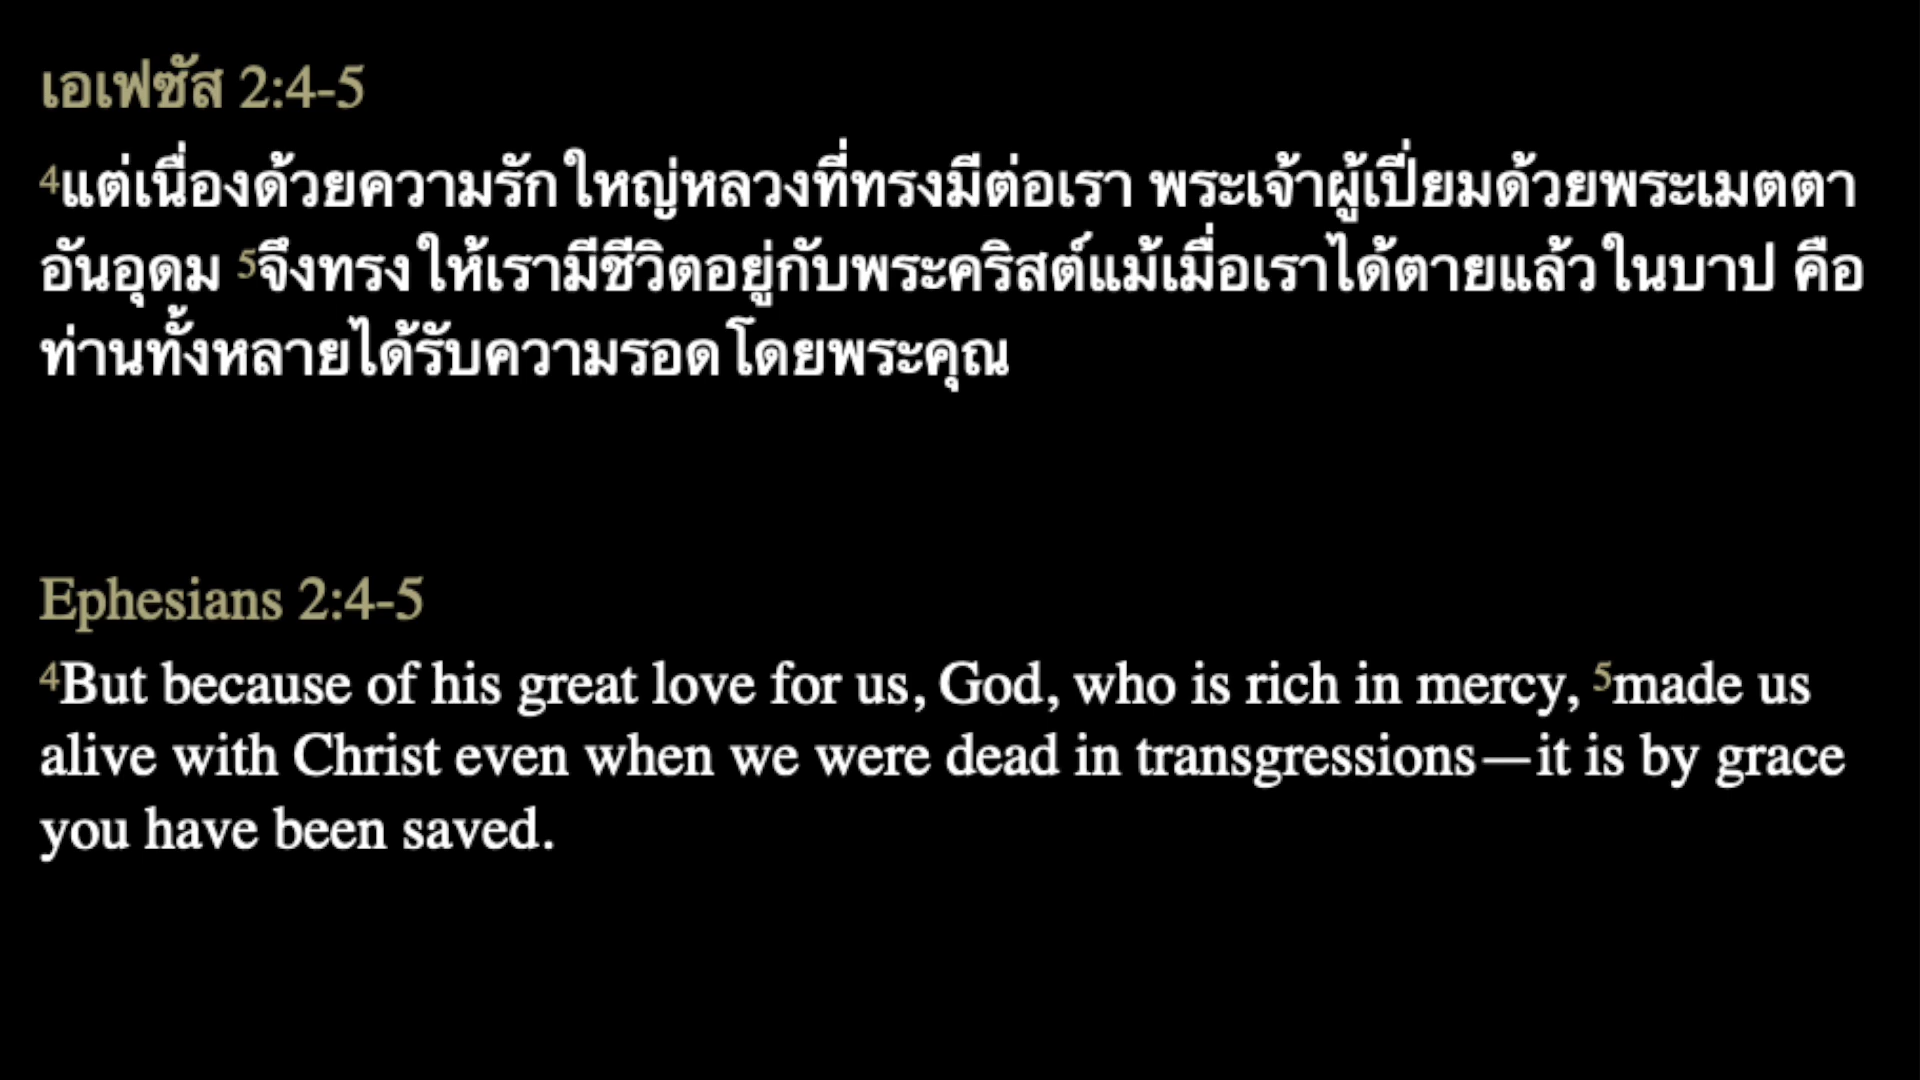 เอเฟซัส 2:4-5
4แต่เนื่องด้วยความรักใหญ่หลวงที่ทรงมีต่อเรา พระเจ้าผู้เปี่ยมด้วยพระเมตตา
อันอุดม 5จึงทรงให้เรามีชีวิตอยู่กับพระคริสต์แม้เมื่อเราได้ตายแล้วในบาป คือ
ท่านทั้งหลายได้รับความรอดโดยพระคุณ
Ephesians 2:4-5
4But because of his great love for us, God, who is rich in mercy, 5made us
alive with Christ even when we were dead in transgressions—it is by grace
you have been saved.